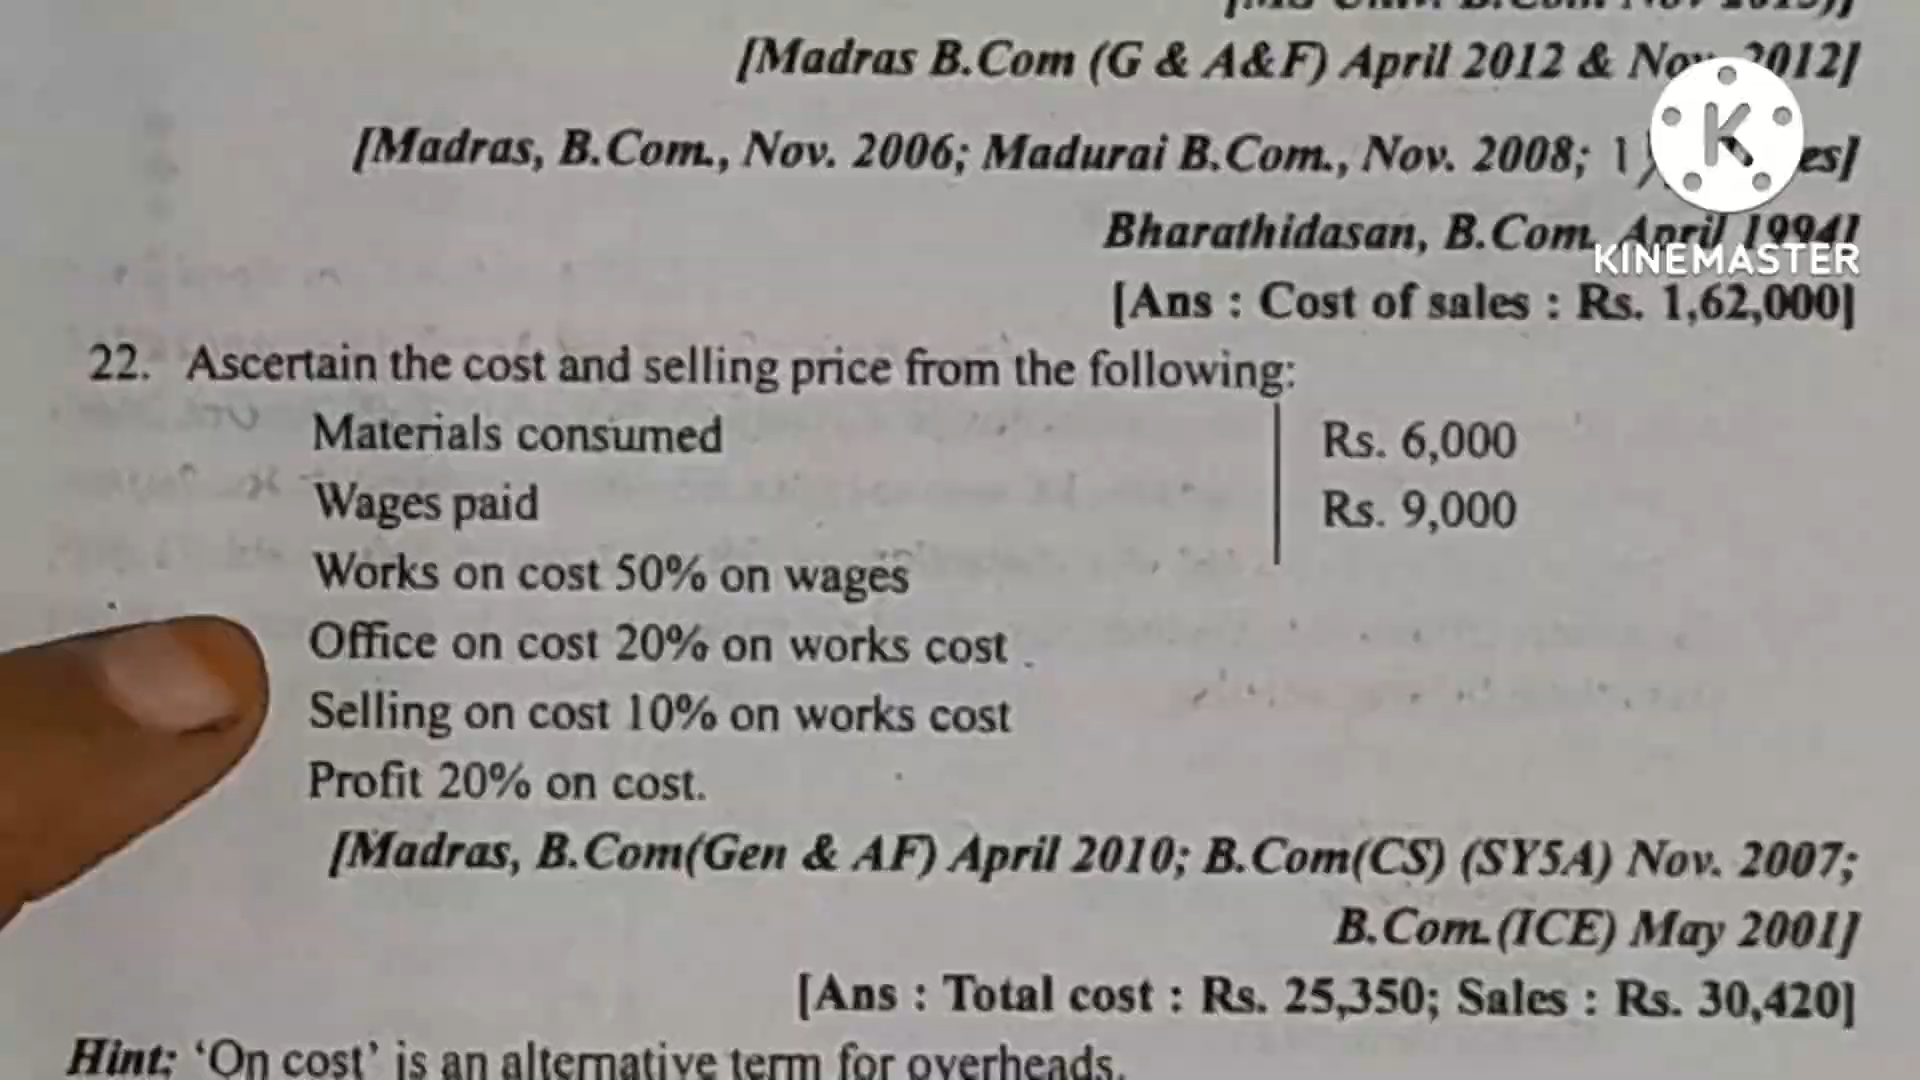 [Madras B.Com (G & A&F) April 2012 & Nov. 2012]
[Madras, B.Com., Nov. 2006; Madurai B.Com., Nov. 2008;
Bharathidasan, B.Com. April 1994]
KINEMASTER
[Ans : Cost of sales : Rs. 1,62,000]
22. Ascertain the cost and selling price from the following:
Materials consumed Rs. 6,000
Wages paid Rs. 9,000
Works on cost 50% on wages
Office on cost 20% on works cost
Selling on cost 10% on works cost
Profit 20% on cost.
[Madras, B.Com(Gen & AF) April 2010; B.Com(CS) (SY5A) Nov. 2007;
B.Com.(ICE) May 2001]
[Ans : Total cost : Rs. 25,350; Sales : Rs. 30,420]
Hint: ‘On cost’ is an alternative term for overheads.